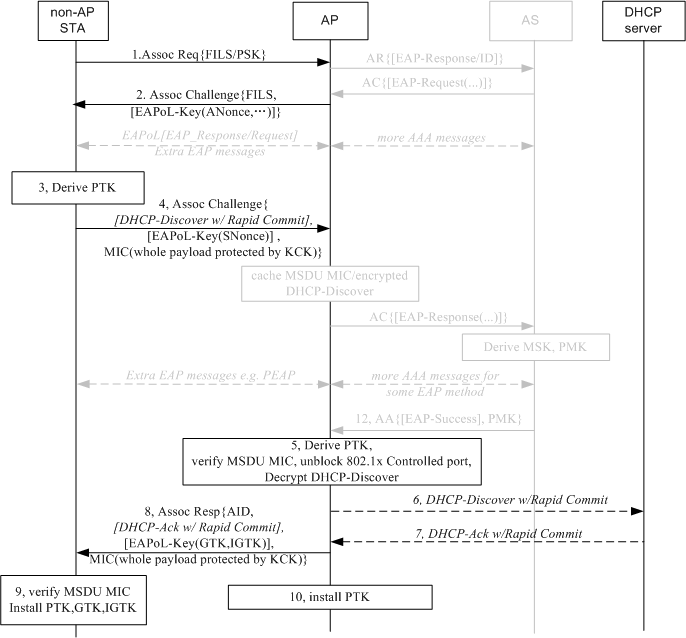 non-AP
STA
AP
AS
DHCP
server
1.Assoc Req{FILS/PSK}
AR{[EAP-Response/ID]}
AC{[EAP-Request(...)]}
2. Assoc Challenge{FILS,
[EAPoL-Key(ANonce,…)]}
EAPoL[EAP_Response/Request]
Extra EAP messages
more AAA messages
3, Derive PTK
4, Assoc Challenge{
[DHCP-Discover w/ Rapid Commit],
[EAPoL-Key(SNonce)] ,
MIC(whole payload protected by KCK)}
cache MSDU MIC/encrypted
DHCP-Discover
AC{[EAP-Response(...)]}
Derive MSK, PMK
Extra EAP messages e.g. PEAP
more AAA messages for
some EAP method
12, AA{[EAP-Success], PMK}
5, Derive PTK,
verify MSDU MIC, unblock 802.1x Controlled port,
Decrypt DHCP-Discover
6, DHCP-Discover w/Rapid Commit
8, Assoc Resp{AID,
[DHCP-Ack w/ Rapid Commit],
[EAPoL-Key(GTK,IGTK)],
MIC(whole payload protected by KCK)}
7, DHCP-Ack w/Rapid Commit
9, verify MSDU MIC
Install PTK,GTK,IGTK
10, install PTK